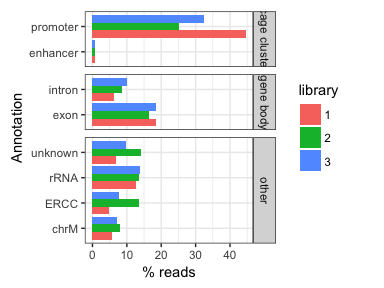 promoter
enhancer
age cluste
intron
exon
gene body
unknown
rRNA
ERCC
chrM
other
Annotation
0 10 20 30 40
% reads
library
1
2
3